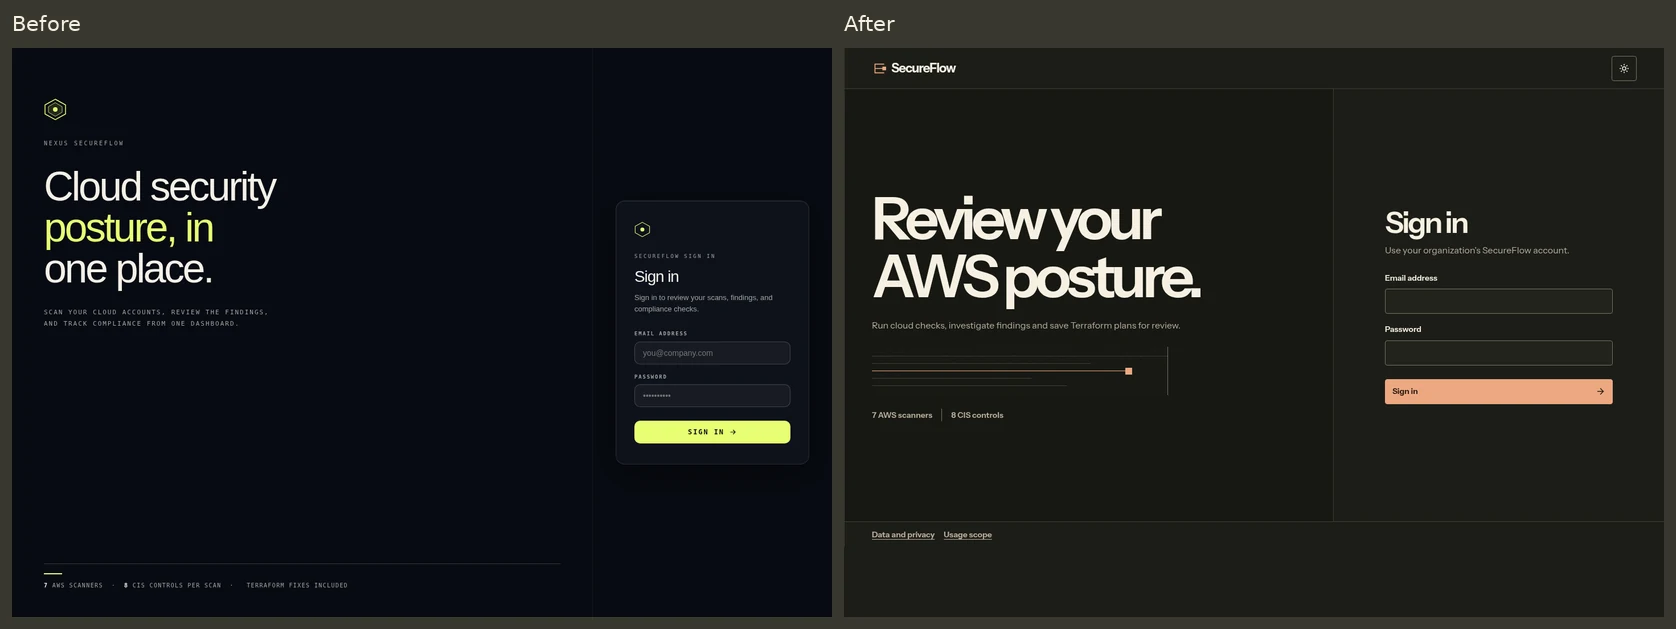 Before
NEXUS SECUREFLOW
Cloud security
posture, in
one place.
SCAN YOUR CLOUD ACCOUNTS, REVIEW THE FINDINGS,
AND TRACK COMPLIANCE FROM ONE DASHBOARD.
7 AWS SCANNERS · 8 CIS CONTROLS PER SCAN · TERRAFORM FIXES INCLUDED
SECUREFLOW SIGN IN
Sign in
Sign in to review your scans, findings, and
compliance checks.
EMAIL ADDRESS
you@company.com
PASSWORD
••••••••••
SIGN IN →
After
SecureFlow
Review your
AWS posture.
Run cloud checks, investigate findings and save Terraform plans for review.
7 AWS scanners
8 CIS controls
Sign in
Use your organization's SecureFlow account.
Email address
Password
Sign in →
Data and privacy
Usage scope